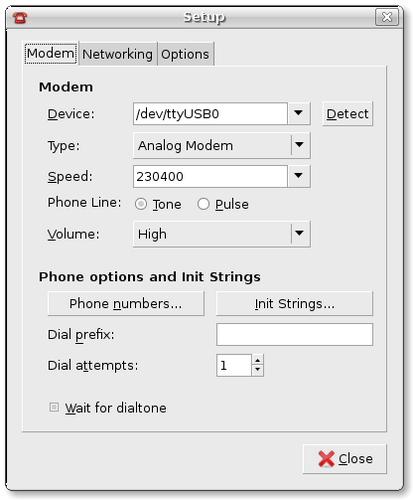 Setup
Modem Networking Options
Modem
Device: /dev/ttyUSB0 Detect
Type: Analog Modem
Speed: 230400
Phone Line: Tone Pulse
Volume: High
Phone options and Init Strings
Phone numbers... Init Strings...
Dial prefix:
Dial attempts: 1
Wait for dialtone
Close